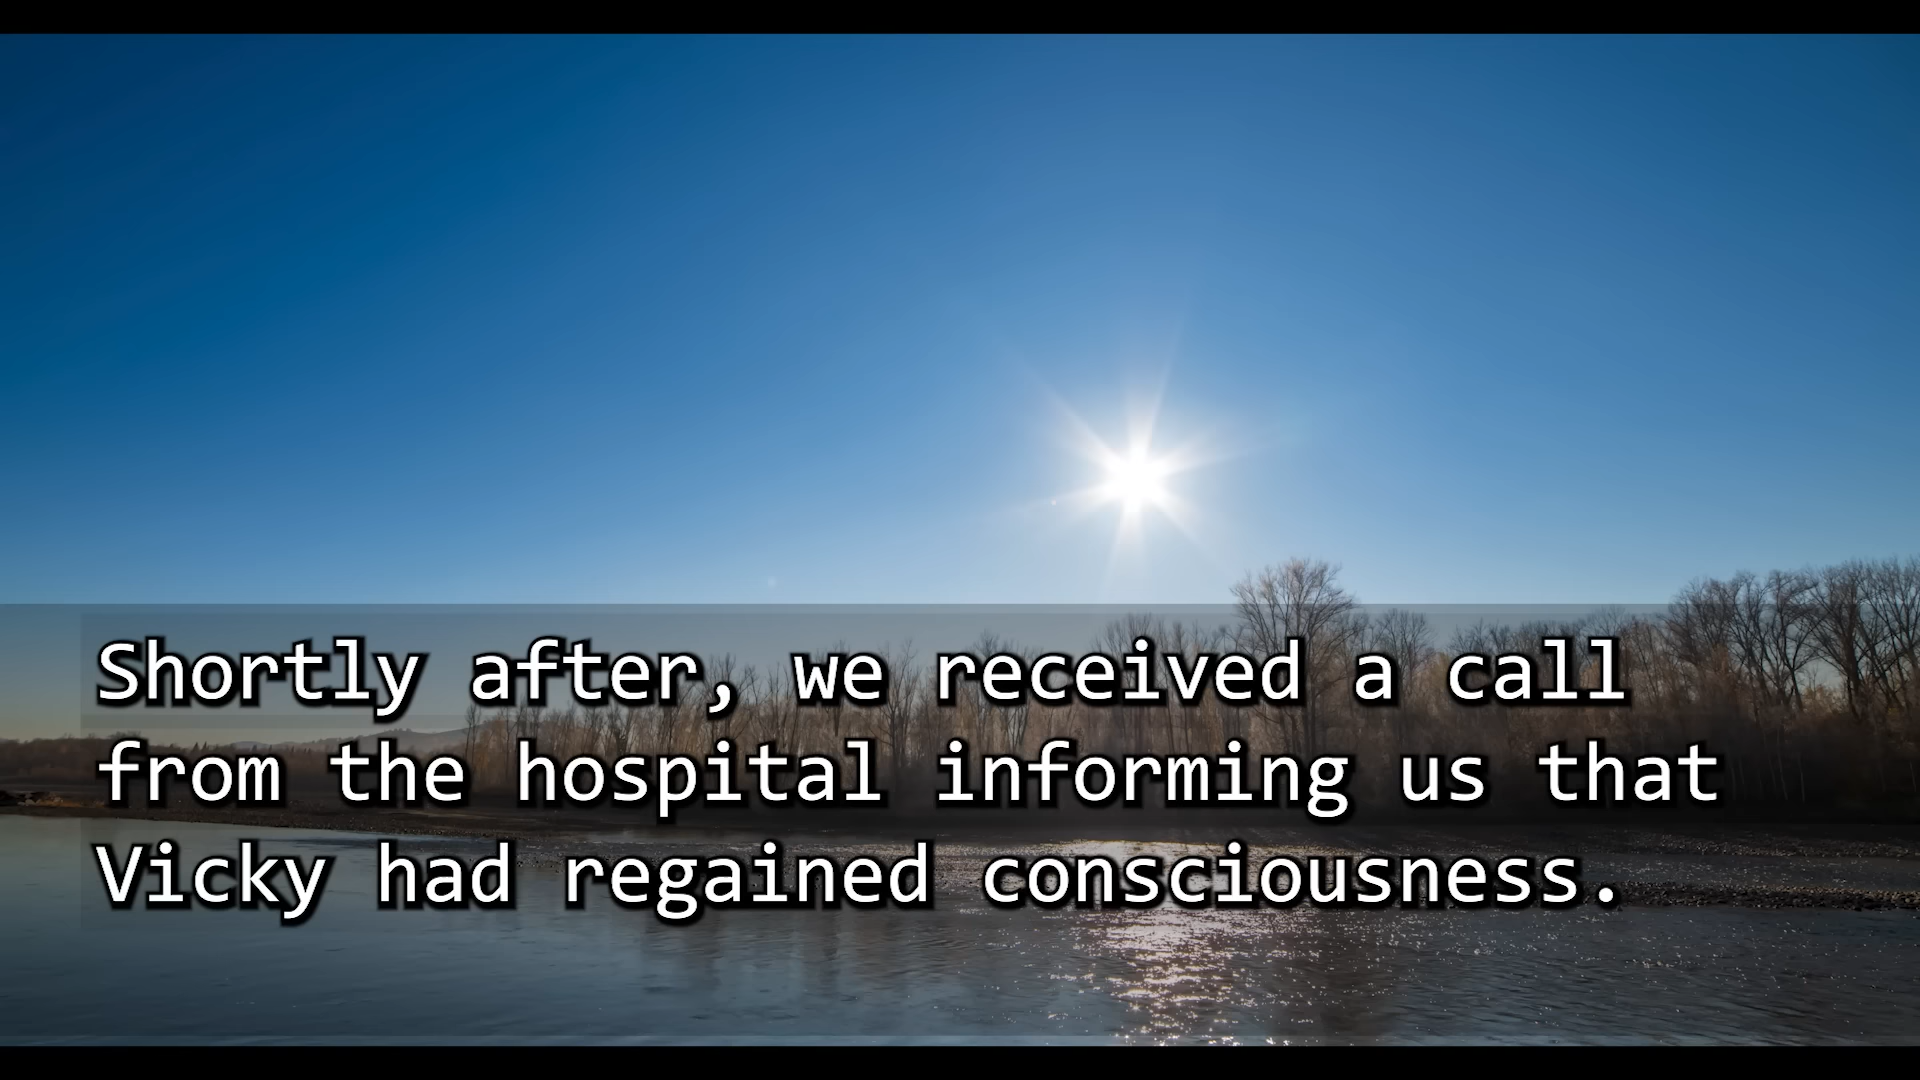 Shortly after, we received a call
from the hospital informing us that
Vicky had regained consciousness.